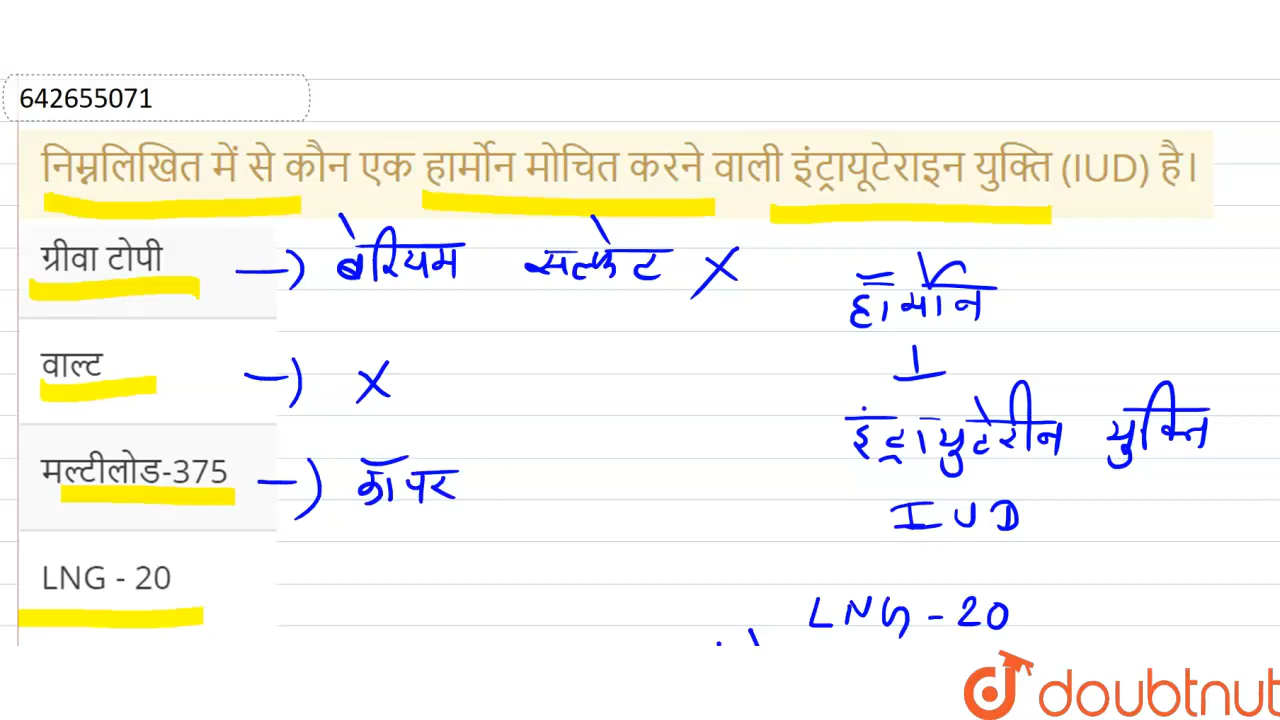 642655071
निम्नलिखित में से कौन एक हार्मोन मोचित करने वाली इंट्रायूटेराइन युक्ति (IUD) है।
ग्रीवा टोपी
बेरियम सल्फेट X
हार्मोन
वाल्ट
X
इंट्रायुटेरीन युक्ति
मल्टीलोड-375
कॉपर
IUD
LNG - 20
LNG-20
doubtnut